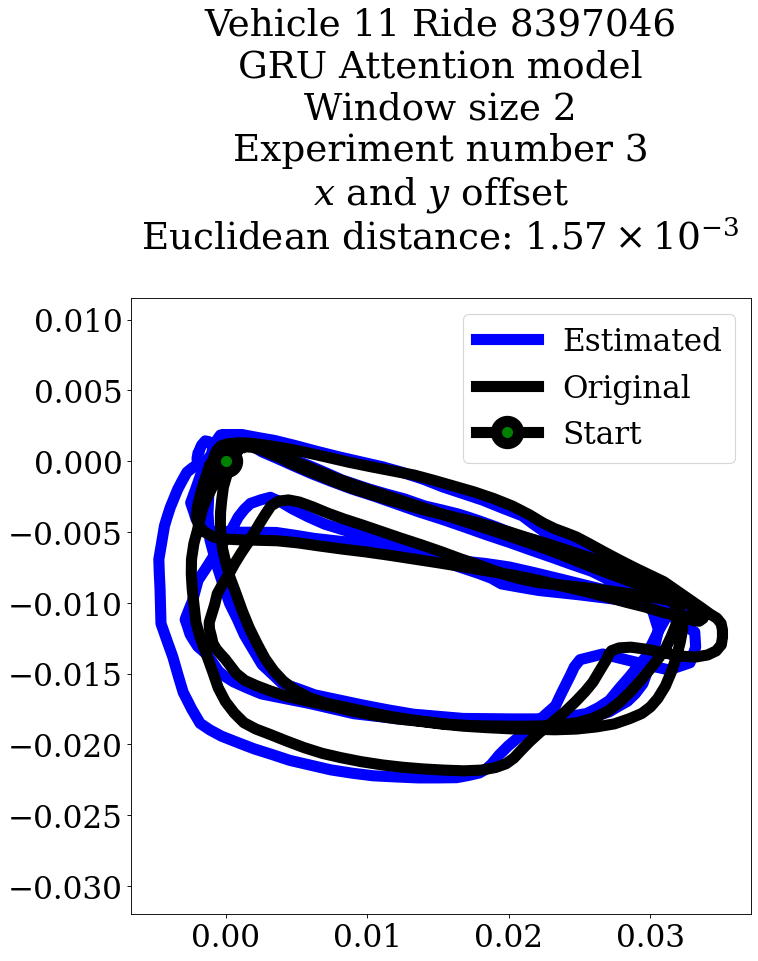 Vehicle 11 Ride 8397046
GRU Attention model
Window size 2
Experiment number 3
x and y offset
Euclidean distance: 1.57 × 10⁻³
Estimated
Original
Start
0.010
0.005
0.000
−0.005
−0.010
−0.015
−0.020
−0.025
−0.030
0.00 0.01 0.02 0.03